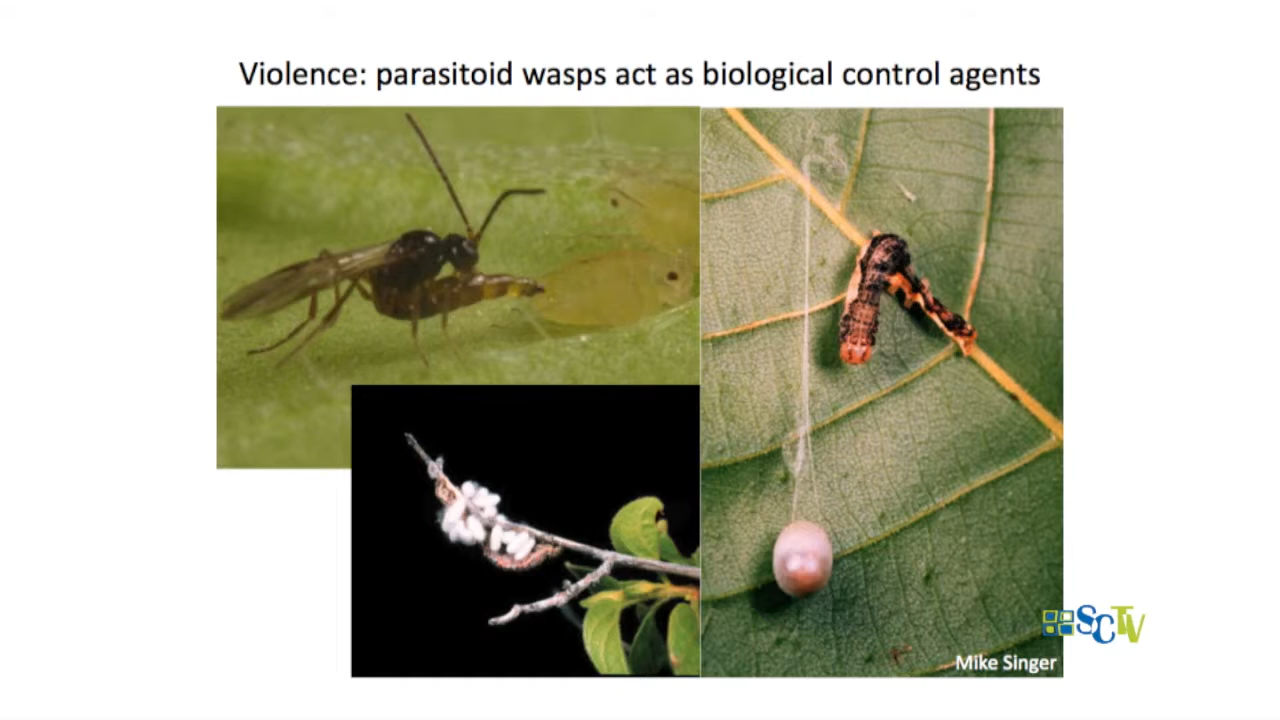 Violence: parasitoid wasps act as biological control agents
SCTV
Mike Singer